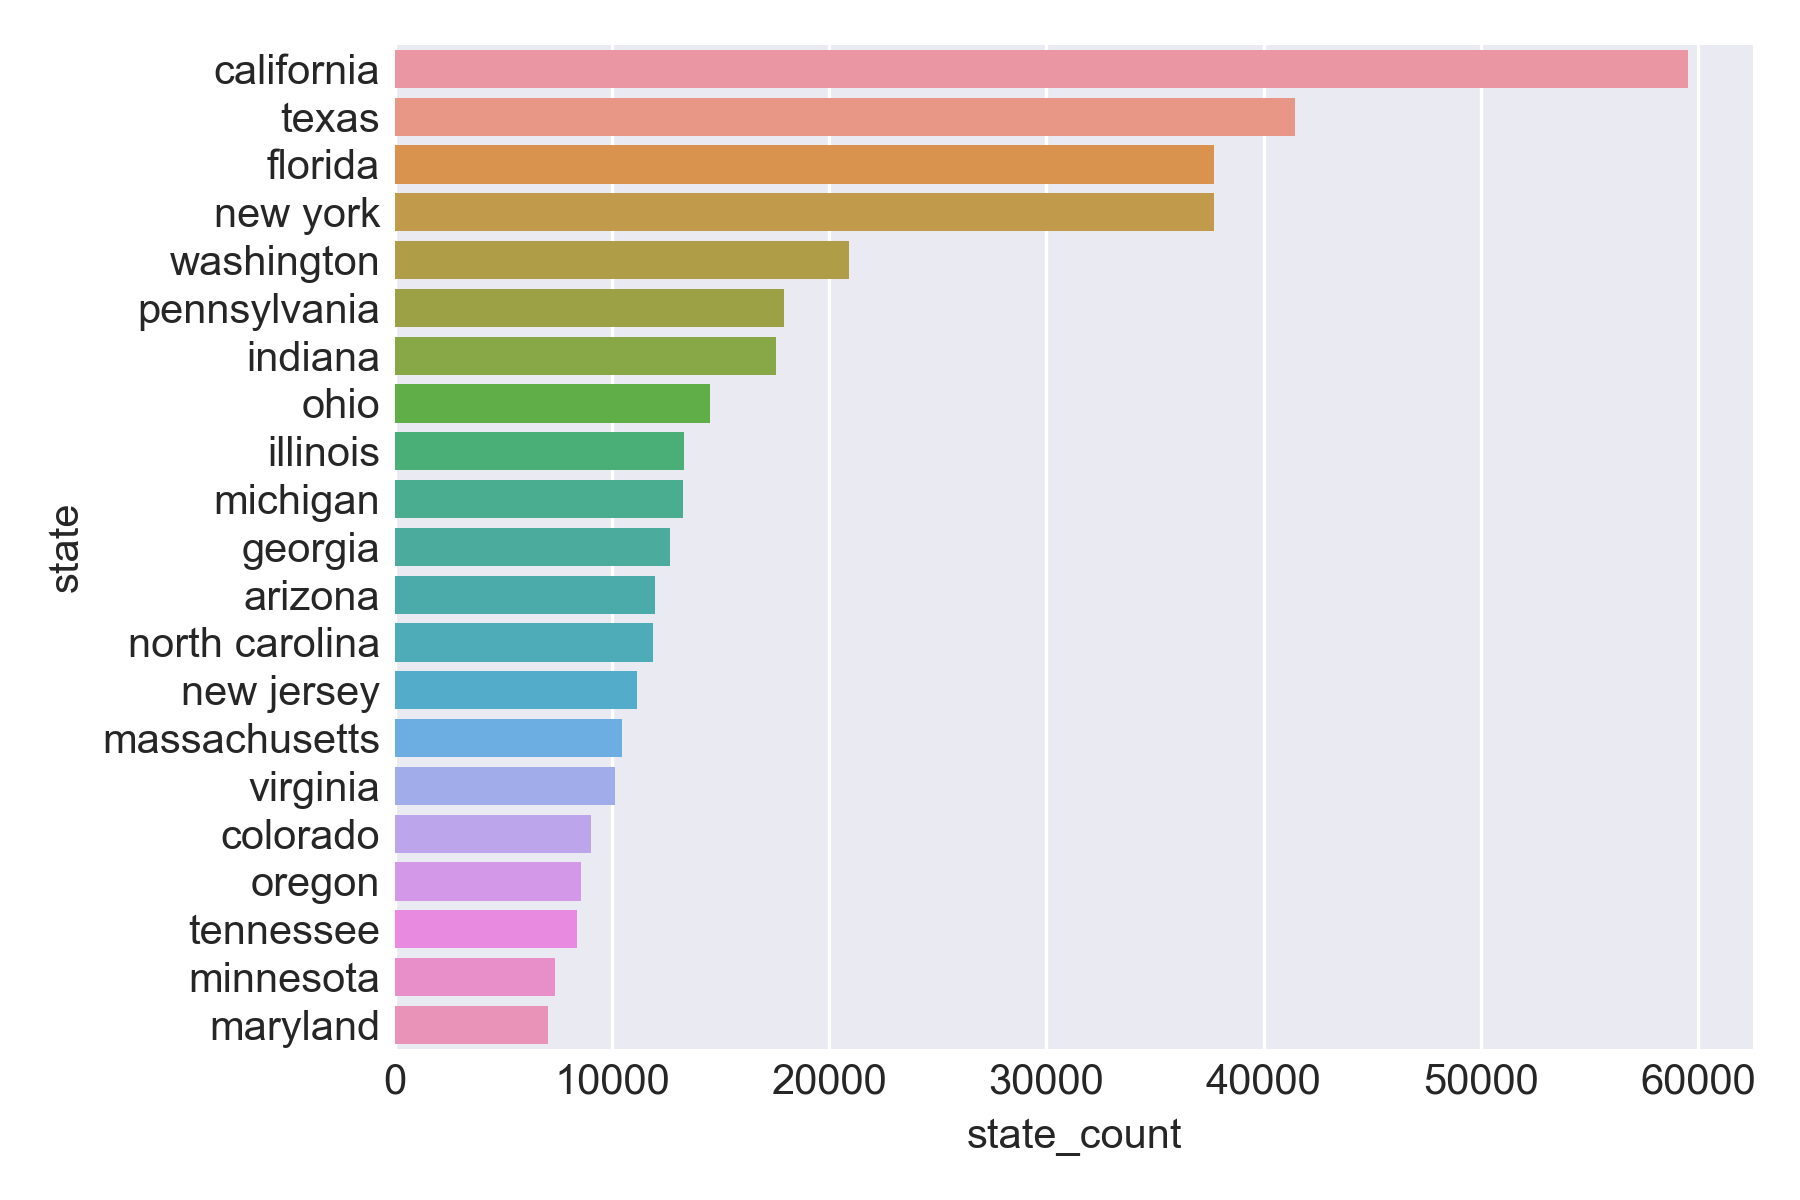 california
texas
florida
new york
washington
pennsylvania
indiana
ohio
illinois
michigan
georgia
arizona
north carolina
new jersey
massachusetts
virginia
colorado
oregon
tennessee
minnesota
maryland
state
0 10000 20000 30000 40000 50000 60000
state_count